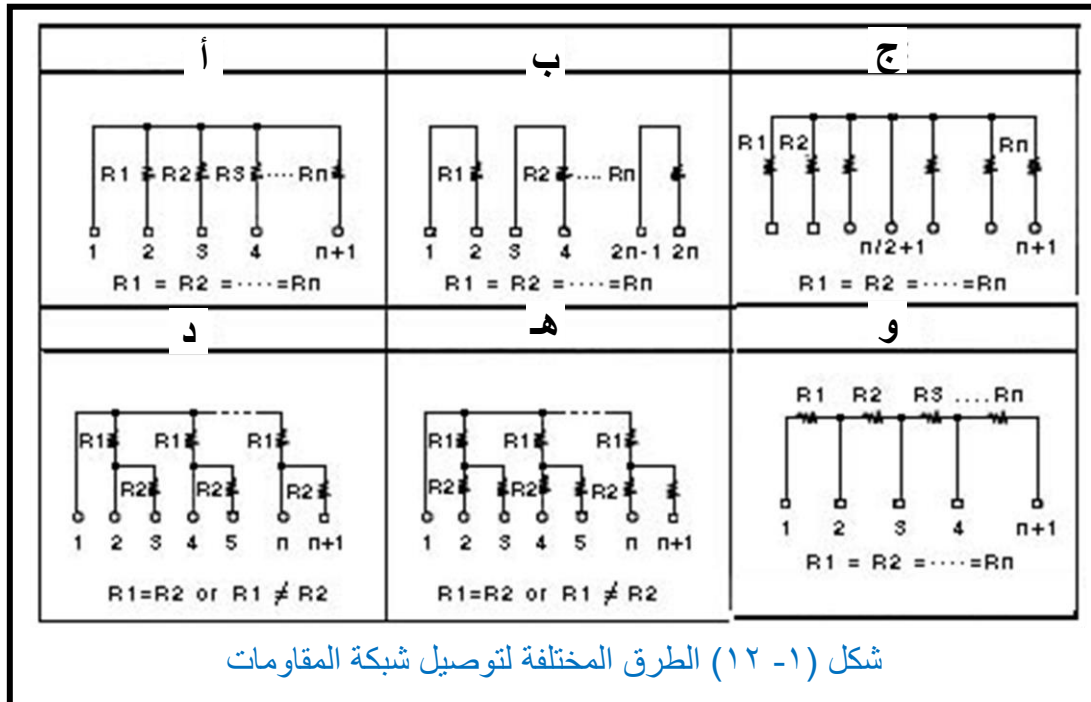 أ ب ج
R1 R2 R3 ····· Rn
1 2 3 4 n+1
R1 = R2 =····=Rn
R1 R2 ···· Rn
1 2 3 4 2n-1 2n
R1 = R2 =····=Rn
R1 R2 Rn
n/2+1 n+1
R1 = R2 =····=Rn
د هـ و
R1 R1 R1
R2 R2 R2
1 2 3 4 5 n n+1
R1=R2 or R1 ≠ R2
R1 R1 R1
R2 R2 R2
1 2 3 4 5 n n+1
R1=R2 or R1 ≠ R2
R1 R2 R3 ....Rn
1 2 3 4 n+1
R1 = R2 =····=Rn
شكل (١- ١٢) الطرق المختلفة لتوصيل شبكة المقاومات